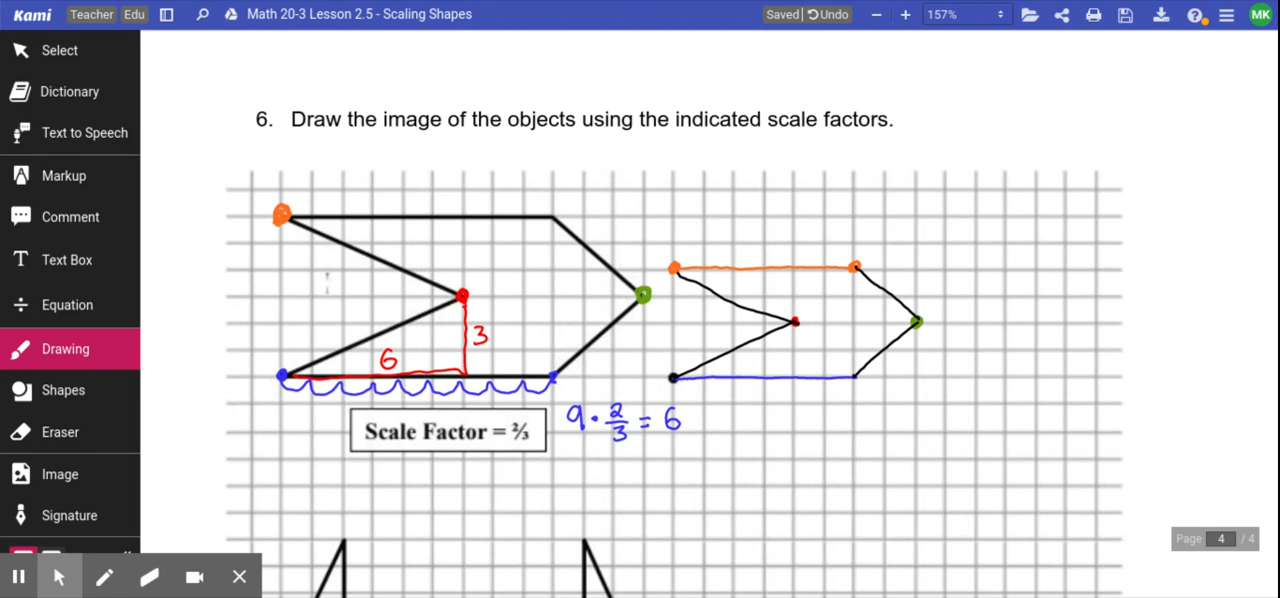 Kami Teacher Edu Math 20-3 Lesson 2.5 - Scaling Shapes Saved Undo 157% MK
Select
Dictionary
Text to Speech
Markup
Comment
Text Box
Equation
Drawing
Shapes
Eraser
Image
Signature
6. Draw the image of the objects using the indicated scale factors.
3
6
Scale Factor = ⅔
9 · 2/3 = 6
Page 4 / 4